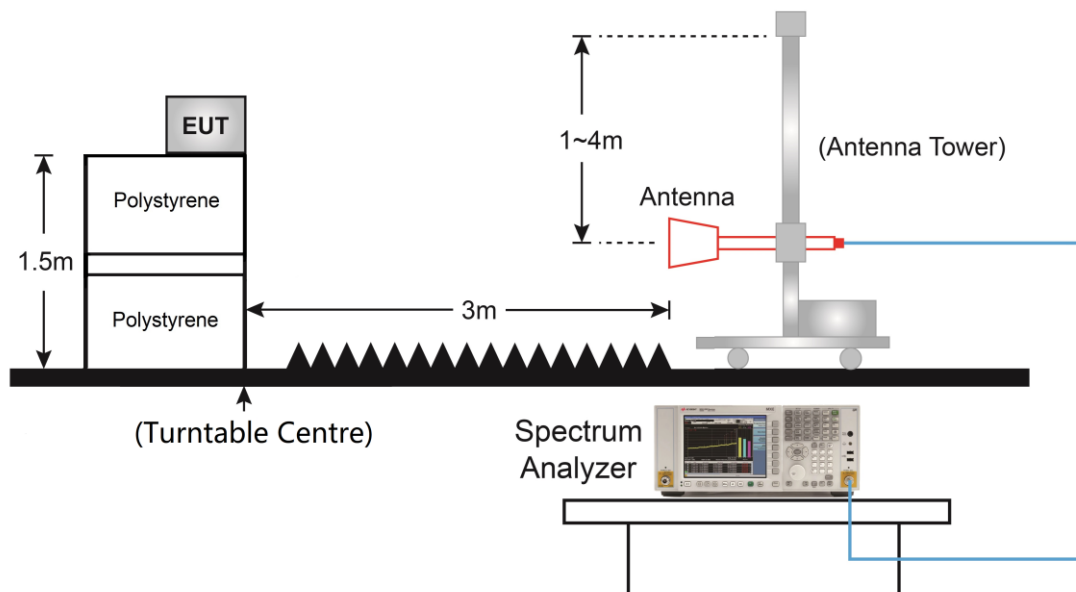 EUT
1~4m
(Antenna Tower)
Polystyrene
Antenna
1.5m
3m
Polystyrene
(Turntable Centre)
Spectrum
Analyzer